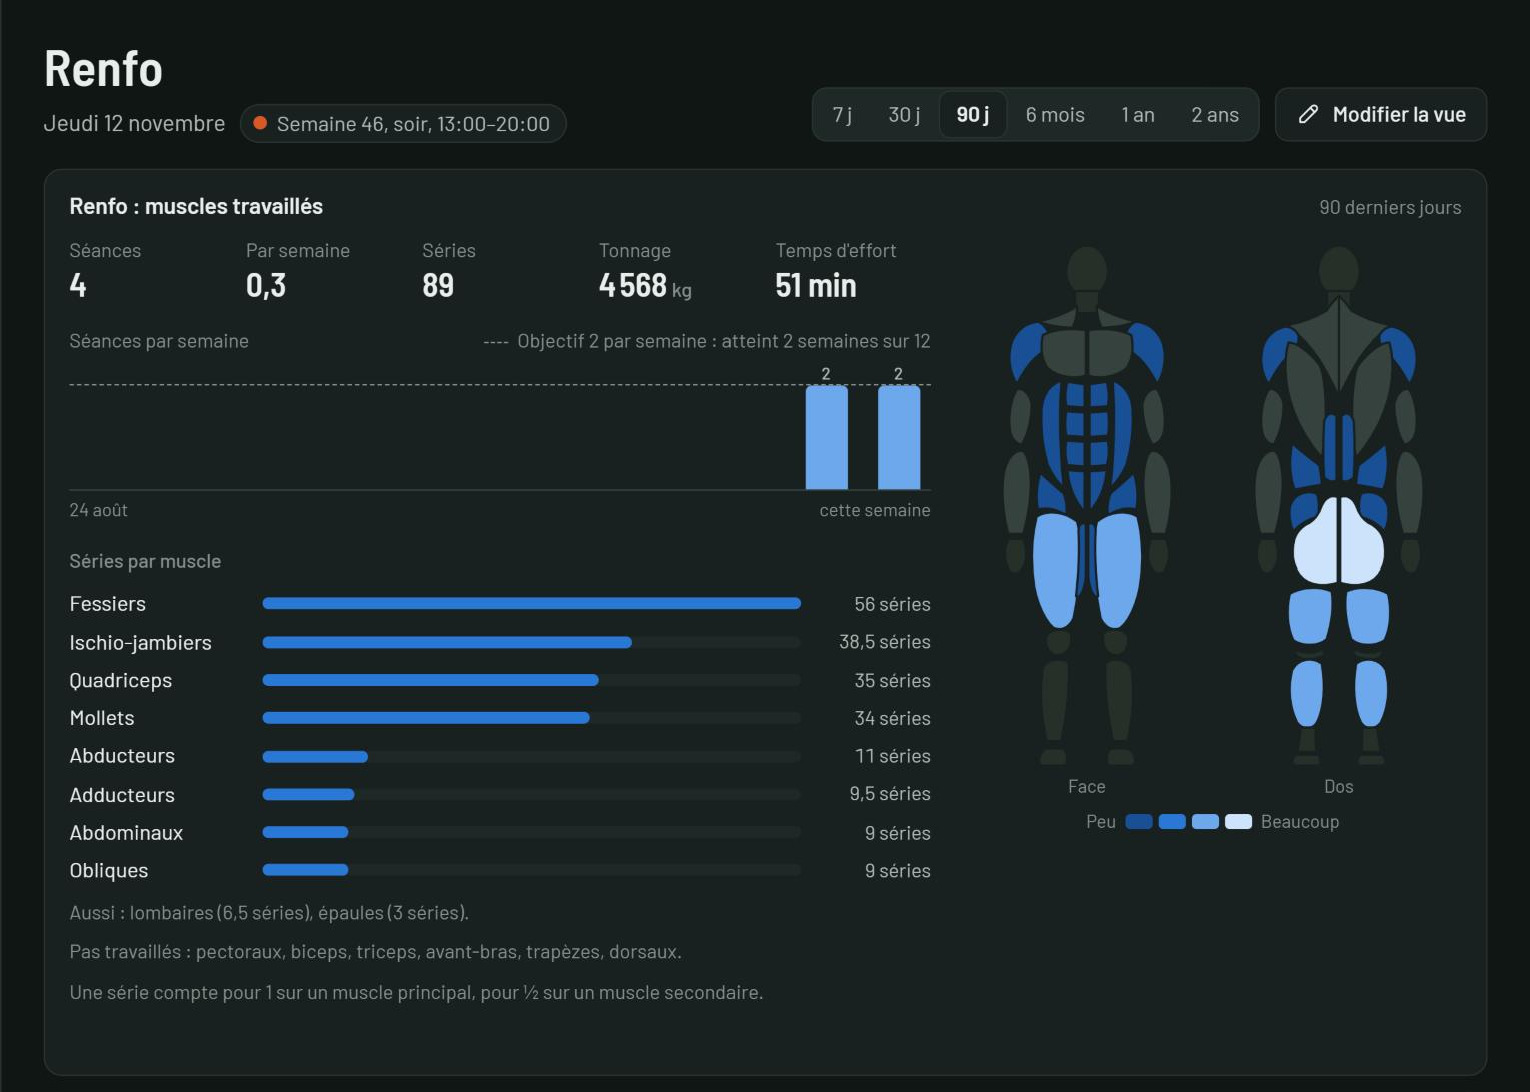 Renfo
Jeudi 12 novembre
Semaine 46, soir, 13:00–20:00
7 j
30 j
90 j
6 mois
1 an
2 ans
Modifier la vue
Renfo : muscles travaillés
90 derniers jours
Séances
Par semaine
Séries
Tonnage
Temps d'effort
4
0,3
89
4 568 kg
51 min
Séances par semaine
---- Objectif 2 par semaine : atteint 2 semaines sur 12
2
2
24 août
cette semaine
Séries par muscle
Fessiers 56 séries
Ischio-jambiers 38,5 séries
Quadriceps 35 séries
Mollets 34 séries
Abducteurs 11 séries
Adducteurs 9,5 séries
Abdominaux 9 séries
Obliques 9 séries
Aussi : lombaires (6,5 séries), épaules (3 séries).
Pas travaillés : pectoraux, biceps, triceps, avant-bras, trapèzes, dorsaux.
Une série compte pour 1 sur un muscle principal, pour ½ sur un muscle secondaire.
Face
Dos
Peu
Beaucoup